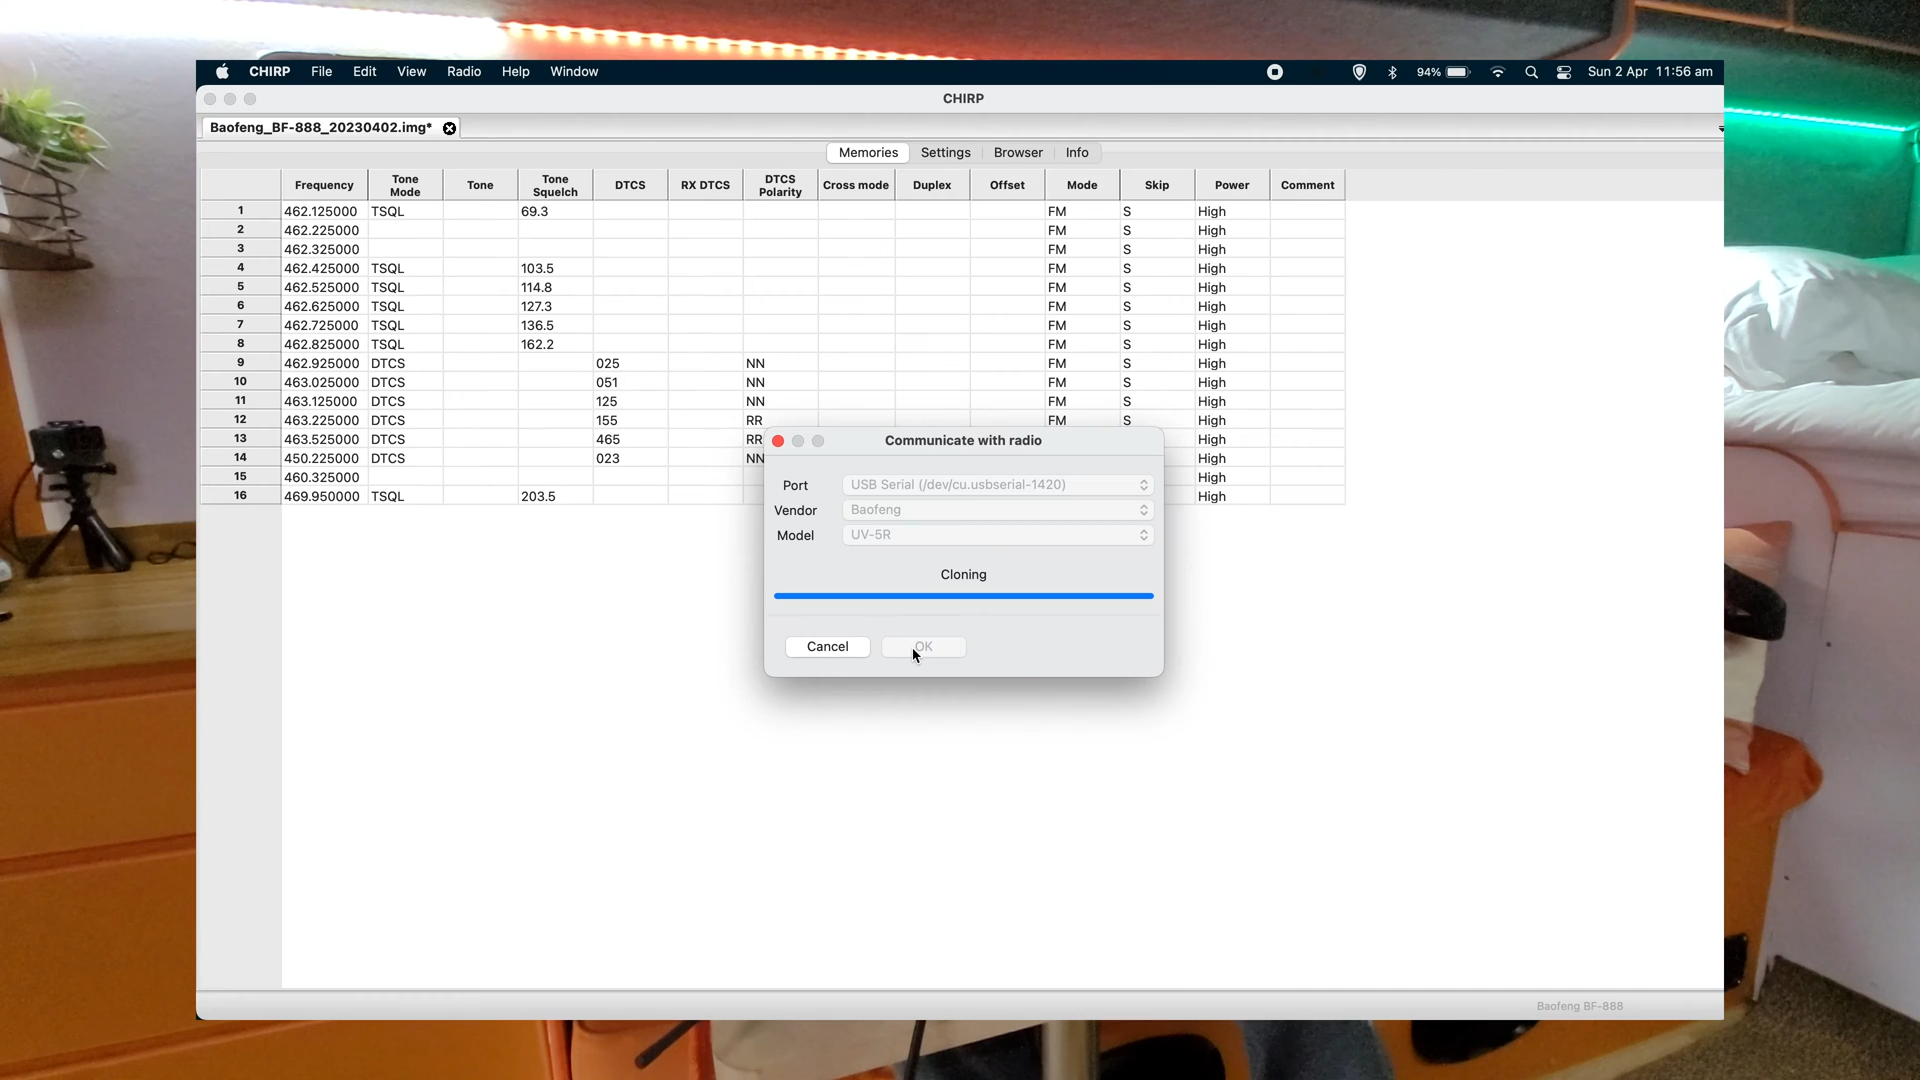 CHIRP File Edit View Radio Help Window 94% Sun 2 Apr 11:56 am
CHIRP
Baofeng_BF-888_20230402.img*
Memories Settings Browser Info
Frequency Tone Mode Tone Tone Squelch DTCS RX DTCS DTCS Polarity Cross mode Duplex Offset Mode Skip Power Comment
1 462.125000 TSQL 69.3 FM S High
2 462.225000 FM S High
3 462.325000 FM S High
4 462.425000 TSQL 103.5 FM S High
5 462.525000 TSQL 114.8 FM S High
6 462.625000 TSQL 127.3 FM S High
7 462.725000 TSQL 136.5 FM S High
8 462.825000 TSQL 162.2 FM S High
9 462.925000 DTCS 025 NN FM S High
10 463.025000 DTCS 051 NN FM S High
11 463.125000 DTCS 125 NN FM S High
12 463.225000 DTCS 155 RR FM S High
13 463.525000 DTCS 465 RR High
14 450.225000 DTCS 023 NN High
15 460.325000 High
16 469.950000 TSQL 203.5 High
Communicate with radio
Port USB Serial (/dev/cu.usbserial-1420)
Vendor Baofeng
Model UV-5R
Cloning
Cancel OK
Baofeng BF-888